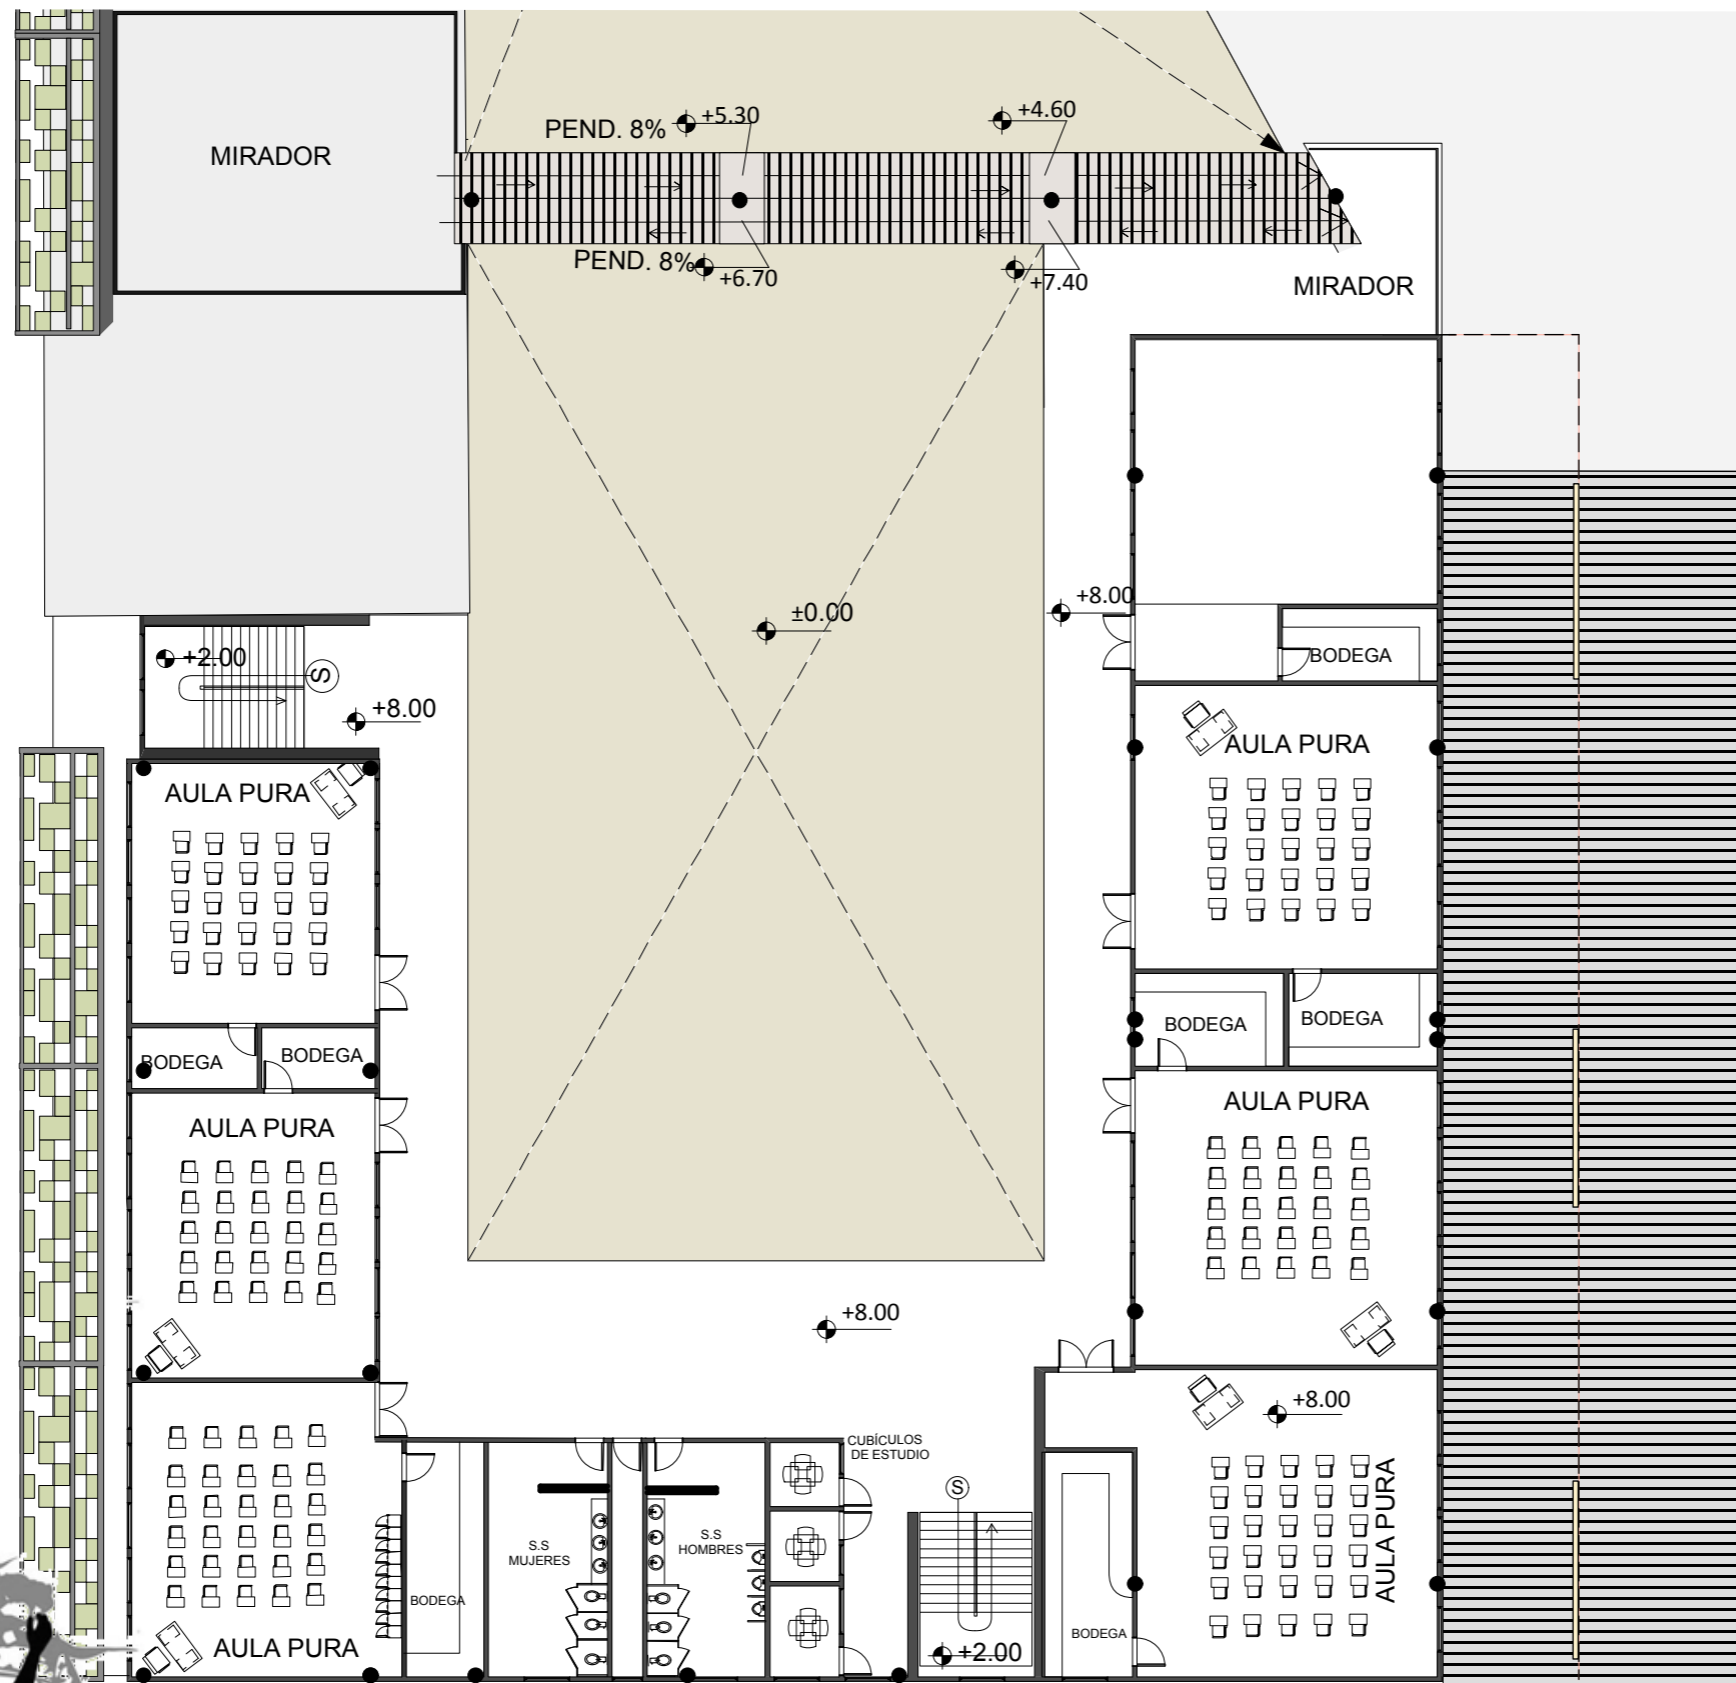 +5.30
+4.60
PEND. 8%
MIRADOR
PEND. 8%
+6.70
+7.40
MIRADOR
±0.00
+8.00
+2.00
S
BODEGA
+8.00
AULA PURA
AULA PURA
BODEGA
BODEGA
BODEGA
BODEGA
AULA PURA
AULA PURA
+8.00
+8.00
CUBÍCULOS
DE ESTUDIO
S
S.S
MUJERES
S.S
HOMBRES
AULA PURA
BODEGA
BODEGA
AULA PURA
+2.00